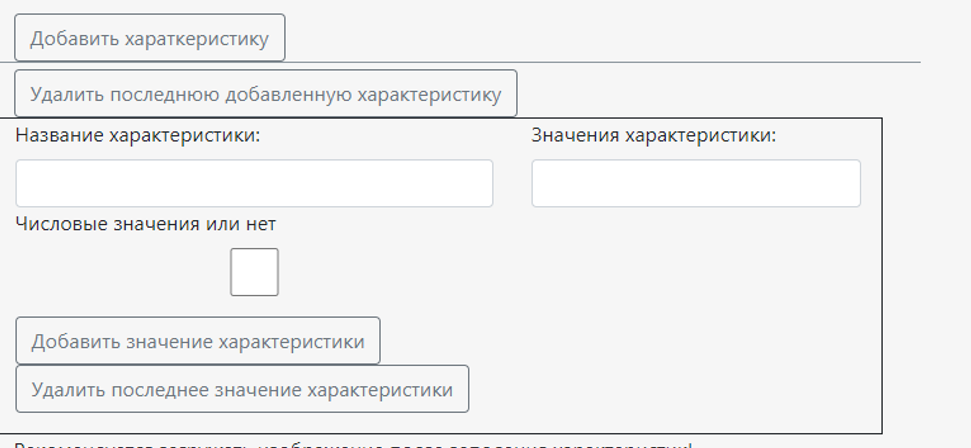 Добавить хараткеристику
Удалить последнюю добавленную характеристику
Название характеристики:
Значения характеристики:
Числовые значения или нет
Добавить значение характеристики
Удалить последнее значение характеристики